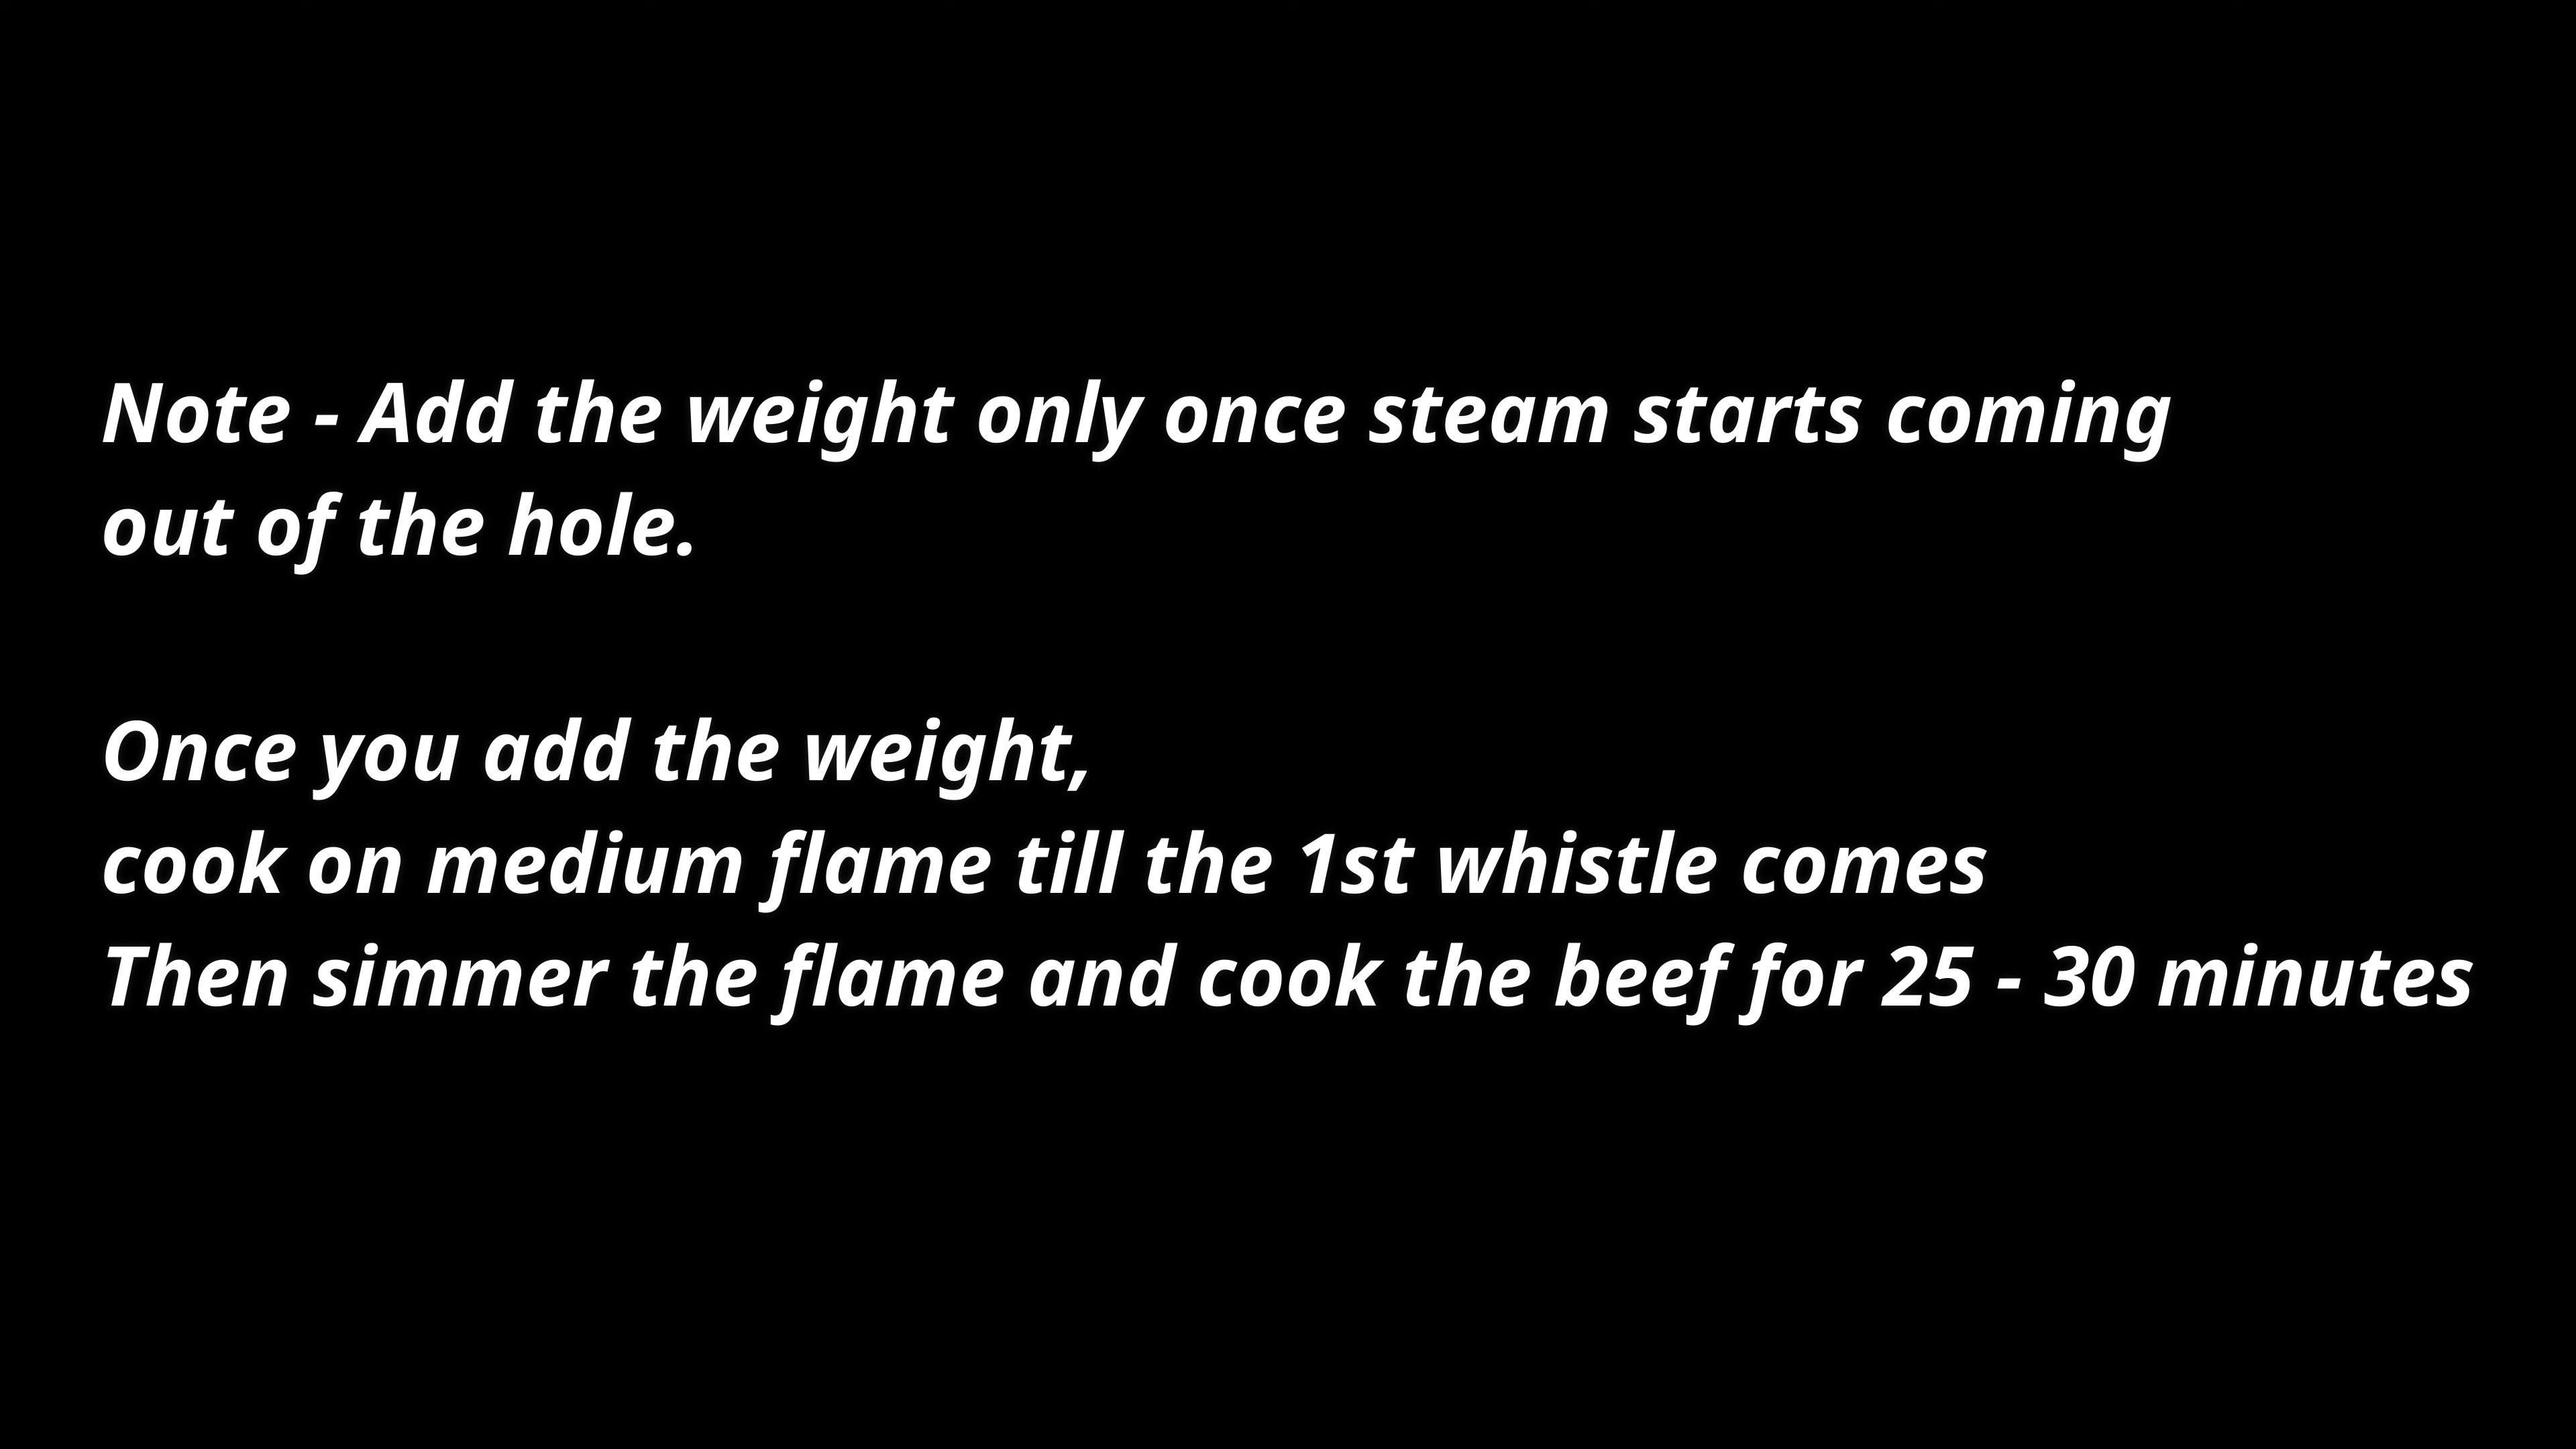 Note - Add the weight only once steam starts coming
out of the hole.
Once you add the weight,
cook on medium flame till the 1st whistle comes
Then simmer the flame and cook the beef for 25 - 30 minutes